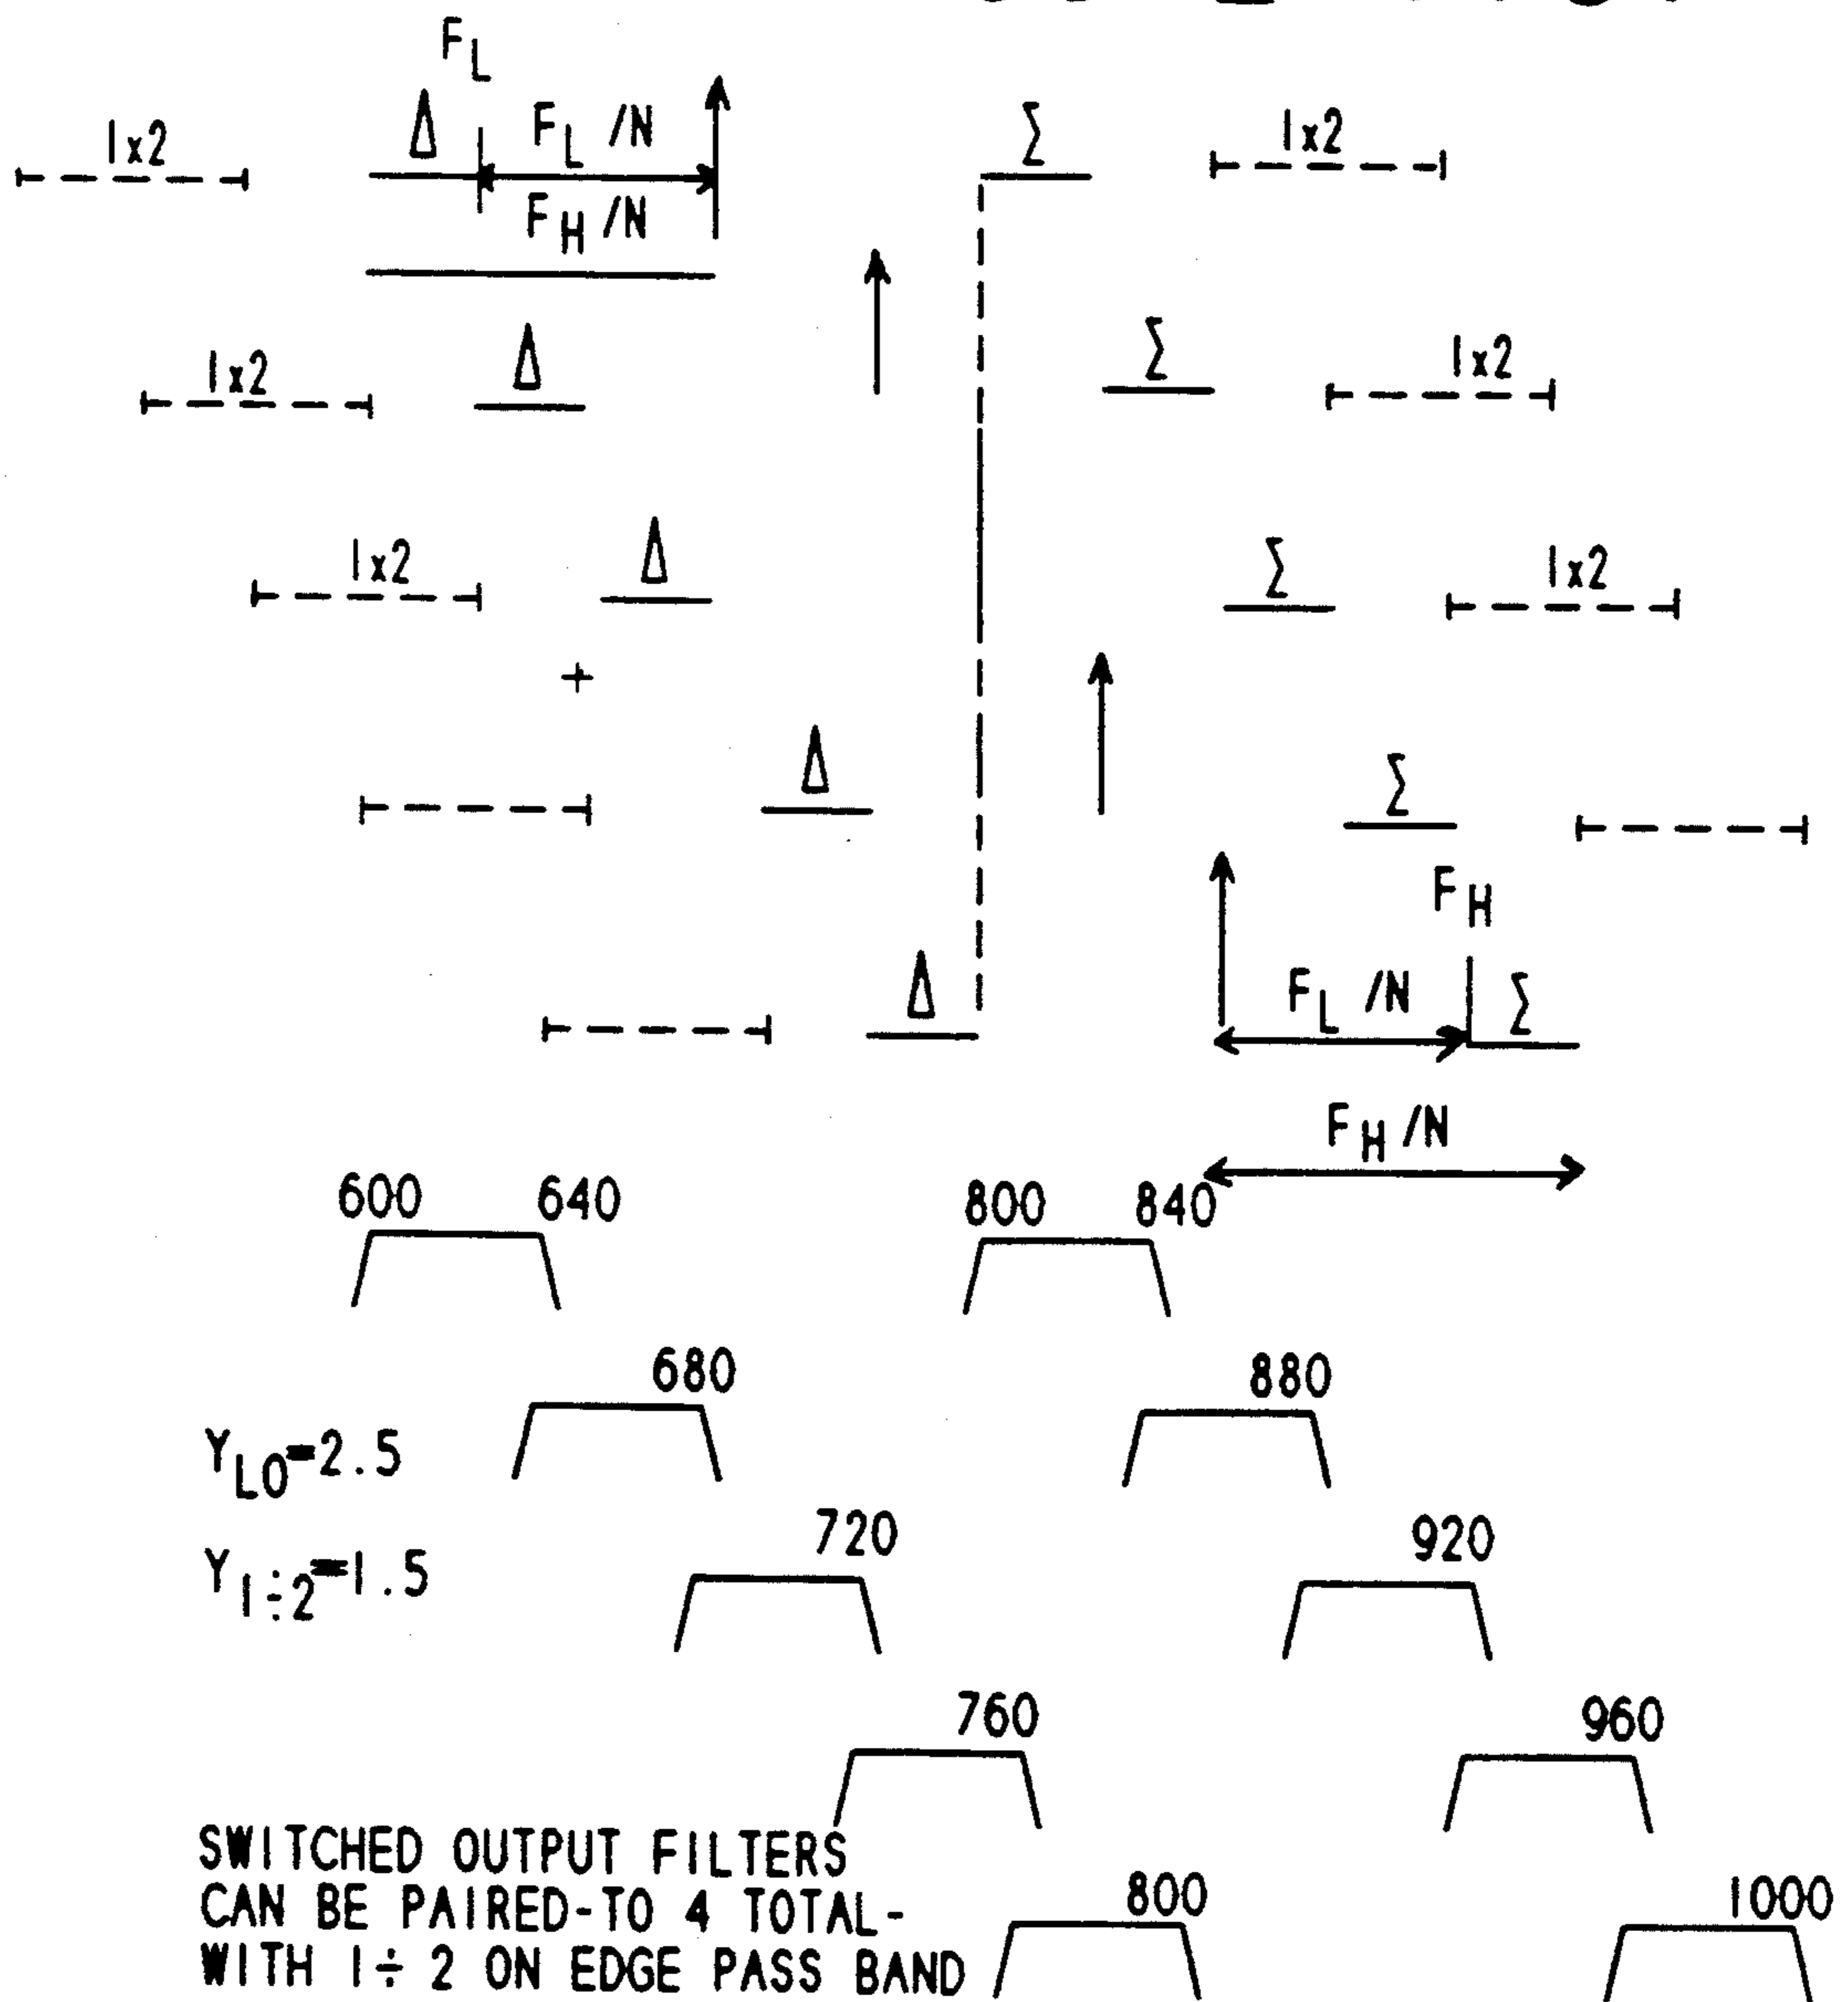 F_L
1x2 Δ F_L/N Σ 1x2
F_H/N
1x2 Δ Σ 1x2
1x2 Δ Σ 1x2
+
Δ Σ
F_H
Δ F_L/N Σ
F_H/N
600 640 800 840
680 880
Y_LO=2.5
720 920
Y_1÷2=1.5
760 960
SWITCHED OUTPUT FILTERS
CAN BE PAIRED-TO 4 TOTAL-
WITH 1÷2 ON EDGE PASS BAND
800 1000